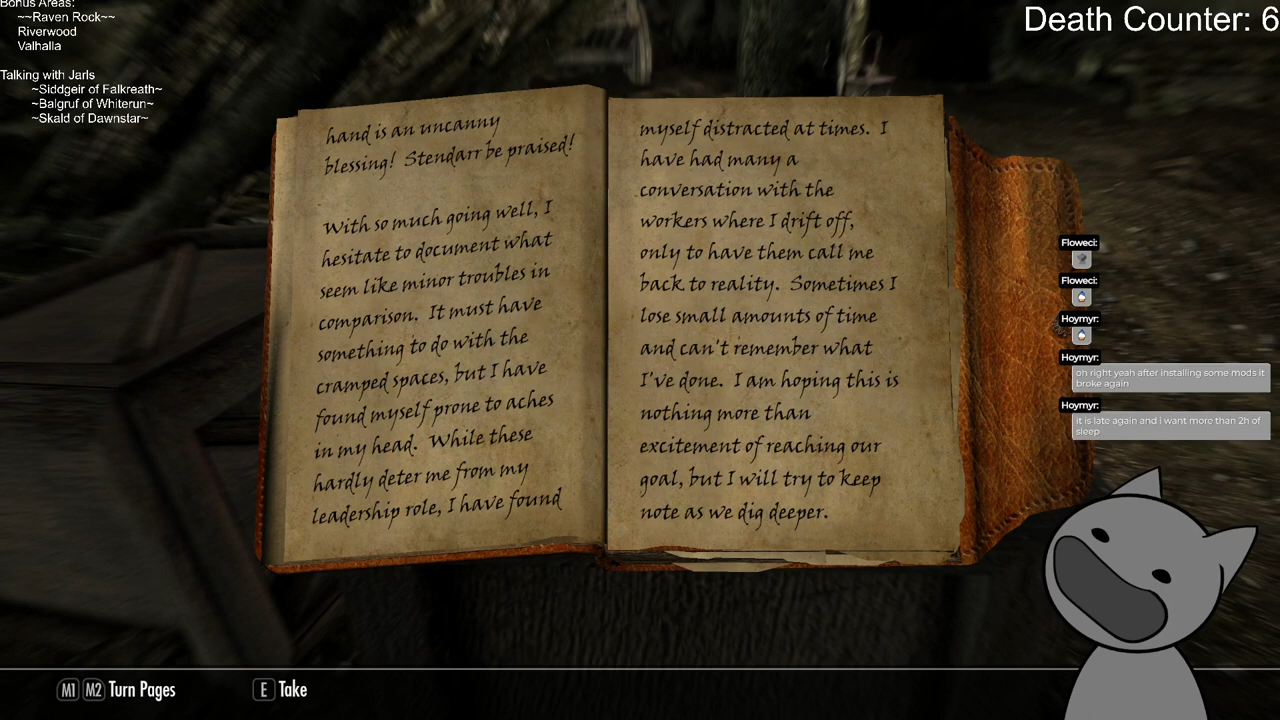 Bonus Areas:
~~Raven Rock~~
Riverwood
Valhalla
Talking with Jarls
~Siddgeir of Falkreath~
~Balgruf of Whiterun~
~Skald of Dawnstar~
Death Counter: 6
hand is an uncanny
blessing! Stendarr be praised!
With so much going well, I
hesitate to document what
seem like minor troubles in
comparison. It must have
something to do with the
cramped spaces, but I have
found myself prone to aches
in my head. While these
hardly deter me from my
leadership role, I have found
myself distracted at times. I
have had many a
conversation with the
workers where I drift off,
only to have them call me
back to reality. Sometimes I
lose small amounts of time
and can't remember what
I've done. I am hoping this is
nothing more than
excitement of reaching our
goal, but I will try to keep
note as we dig deeper.
Floweci:
Floweci:
Hoymyr:
Hoymyr:
oh right yeah after installing some mods it
broke again
Hoymyr:
it is late again and i want more than 2h of
sleep
M1 M2 Turn Pages
E Take